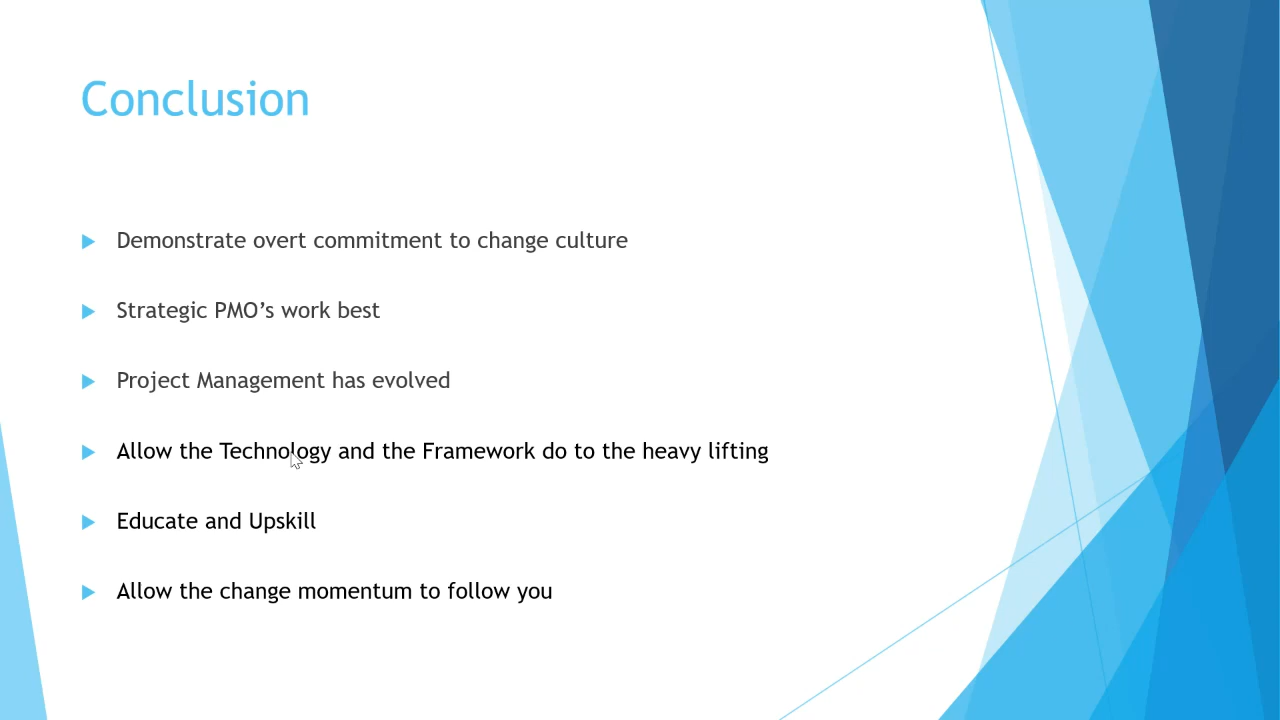 Conclusion
Demonstrate overt commitment to change culture
Strategic PMO’s work best
Project Management has evolved
Allow the Technology and the Framework do to the heavy lifting
Educate and Upskill
Allow the change momentum to follow you